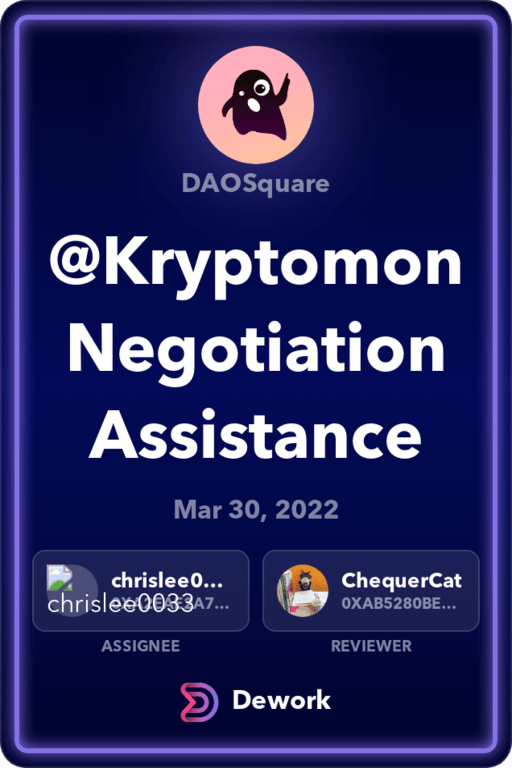 DAOSquare
@Kryptomon
Negotiation
Assistance
Mar 30, 2022
chrislee0...
chrislee0033
ASSIGNEE
ChequerCat
0XAB5280BE...
REVIEWER
Dework